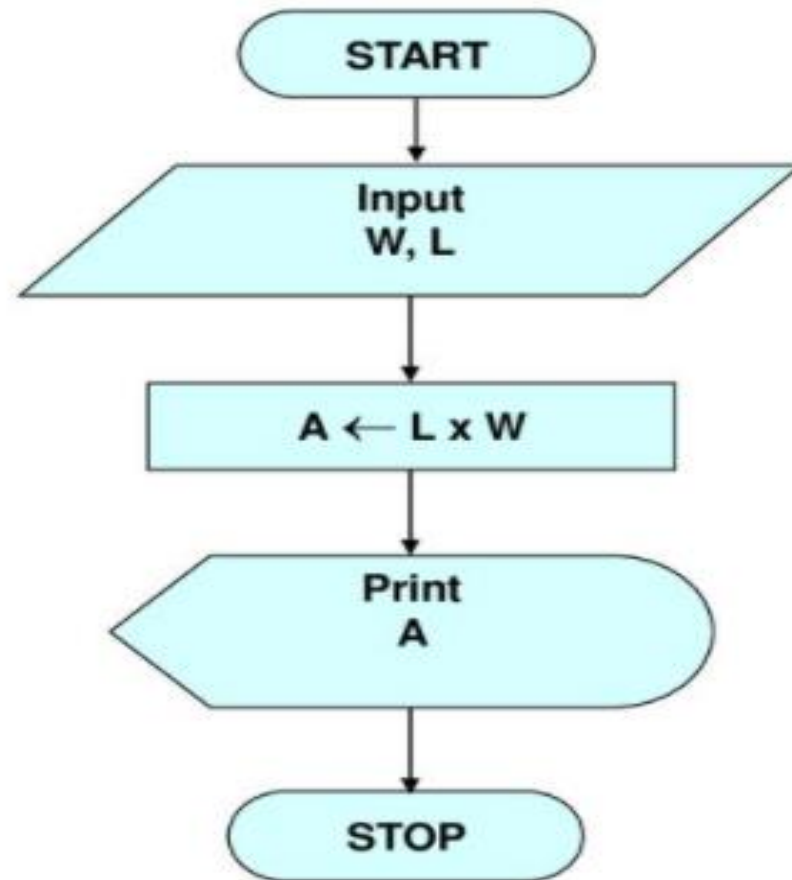 START
Input
W, L
A ← L x W
Print
A
STOP